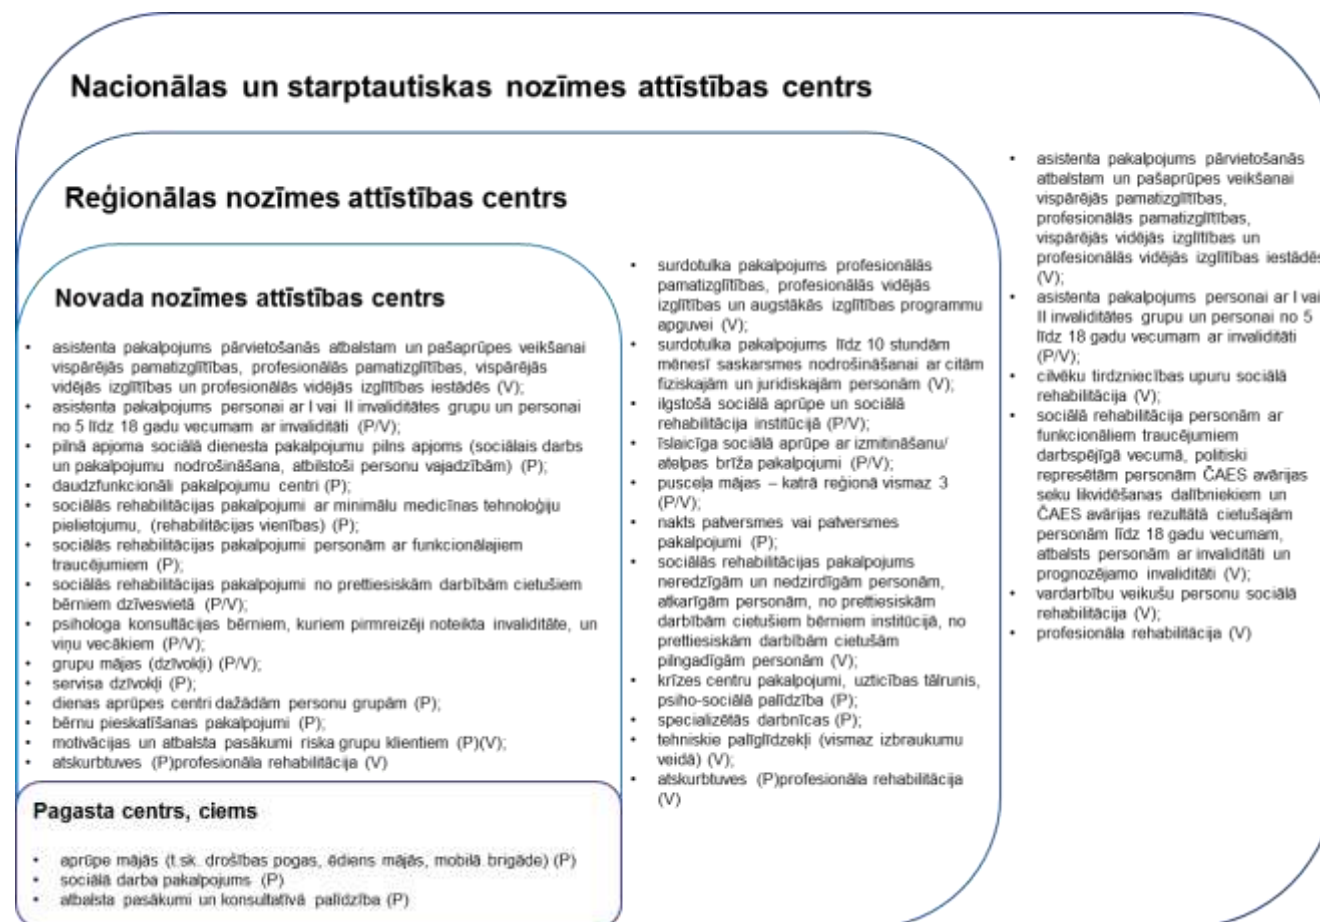 Nacionālas un starptautiskas nozīmes attīstības centrs
Reģionālas nozīmes attīstības centrs
Novada nozīmes attīstības centrs
• asistenta pakalpojums pārvietošanās atbalstam un pašaprūpes veikšanai
vispārējās pamatizglītības, profesionālās pamatizglītības, vispārējās
vidējās izglītības un profesionālās vidējās izglītības iestādēs (V);
• asistenta pakalpojums personai ar I vai II invaliditātes grupu un personai
no 5 līdz 18 gadu vecumam ar invaliditāti (P/V);
• pilnā apjoma sociālā dienesta pakalpojumu pilns apjoms (sociālais darbs
un pakalpojumu nodrošināšana, atbilstoši personu vajadzībām) (P);
• daudzfunkcionāli pakalpojumu centri (P);
• sociālās rehabilitācijas pakalpojumi ar minimālu medicīnas tehnoloģiju
pielietojumu, (rehabilitācijas vienības) (P);
• sociālās rehabilitācijas pakalpojumi personām ar funkcionālajiem
traucējumiem (P);
• sociālās rehabilitācijas pakalpojumi no prettiesiskām darbībām cietušiem
bērniem dzīvesvietā (P/V);
• psihologa konsultācijas bērniem, kuriem pirmreizēji noteikta invaliditāte, un
viņu vecākiem (P/V);
• grupu mājas (dzīvokļi) (P/V);
• servisa dzīvokļi (P);
• dienas aprūpes centri dažādām personu grupām (P);
• bērnu pieskatīšanas pakalpojumi (P);
• motivācijas un atbalsta pasākumi riska grupu klientiem (P)(V);
• atskurbtuves (P)profesionāla rehabilitācija (V)
Pagasta centrs, ciems
• aprūpe mājās (t.sk. drošības pogas, ēdiens mājās, mobilā brigāde) (P)
• sociālā darba pakalpojums (P)
• atbalsta pasākumi un konsultatīvā palīdzība (P)
• surdotulka pakalpojums profesionālās
pamatizglītības, profesionālās vidējās
izglītības un augstākās izglītības programmu
apguvei (V);
• surdotulka pakalpojums līdz 10 stundām
mēnesī saskarsmes nodrošināšanai ar citām
fiziskajām un juridiskajām personām (V);
• ilgstošā sociālā aprūpe un sociālā
rehabilitācija institūcijā (P/V);
• īslaicīga sociālā aprūpe ar izmitināšanu/
atelpas brīža pakalpojumi (P/V);
• pusceļa mājas – katrā reģionā vismaz 3
(P/V);
• nakts patversmes vai patversmes
pakalpojumi (P);
• sociālās rehabilitācijas pakalpojums
neredzīgām un nedzirdīgām personām,
atkarīgām personām, no prettiesiskām
darbībām cietušiem bērniem institūcijā, no
prettiesiskām darbībām cietušām
pilngadīgām personām (V);
• krīzes centru pakalpojumi, uzticības tālrunis,
psiho-sociālā palīdzība (P);
• specializētās darbnīcas (P);
• tehniskie palīglīdzekļi (vismaz izbraukumu
veidā) (V);
• atskurbtuves (P)profesionāla rehabilitācija
(V)
• asistenta pakalpojums pārvietošanās
atbalstam un pašaprūpes veikšanai
vispārējās pamatizglītības,
profesionālās pamatizglītības,
vispārējās vidējās izglītības un
profesionālās vidējās izglītības iestādēs
(V);
• asistenta pakalpojums personai ar I vai
II invaliditātes grupu un personai no 5
līdz 18 gadu vecumam ar invaliditāti
(P/V);
• cilvēku tirdzniecības upuru sociālā
rehabilitācija (V);
• sociālā rehabilitācija personām ar
funkcionāliem traucējumiem
darbspējīgā vecumā, politiski
represētām personām ČAES avārijas
seku likvidēšanas dalībniekiem un
ČAES avārijas rezultātā cietušajām
personām līdz 18 gadu vecumam,
atbalsts personām ar invaliditāti un
prognozējamo invaliditāti (V);
• vardarbību veikušu personu sociālā
rehabilitācija (V);
• profesionāla rehabilitācija (V)